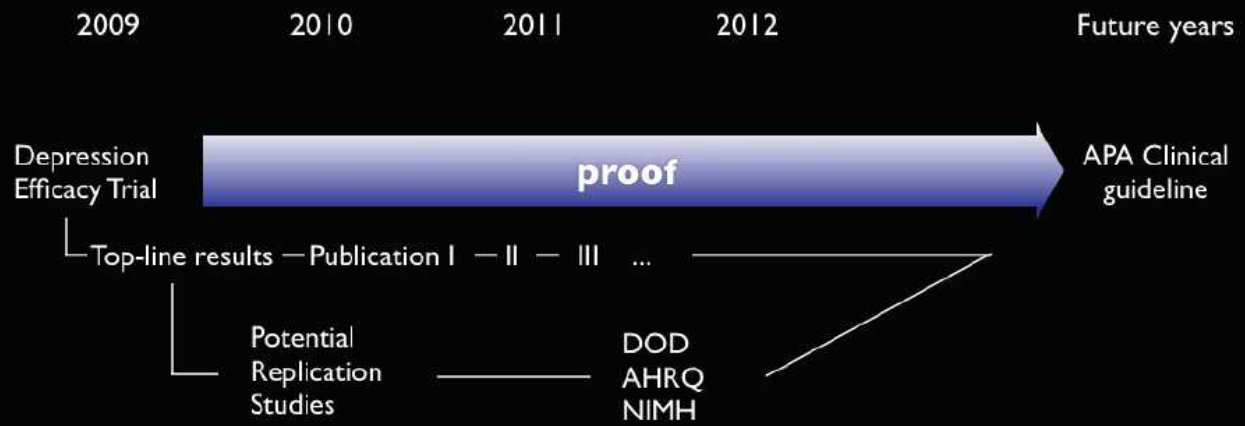 2009 2010 2011 2012 Future years
Depression
Efficacy Trial
proof
APA Clinical
guideline
Top-line results — Publication I — II — III ...
Potential
Replication
Studies
DOD
AHRQ
NIMH